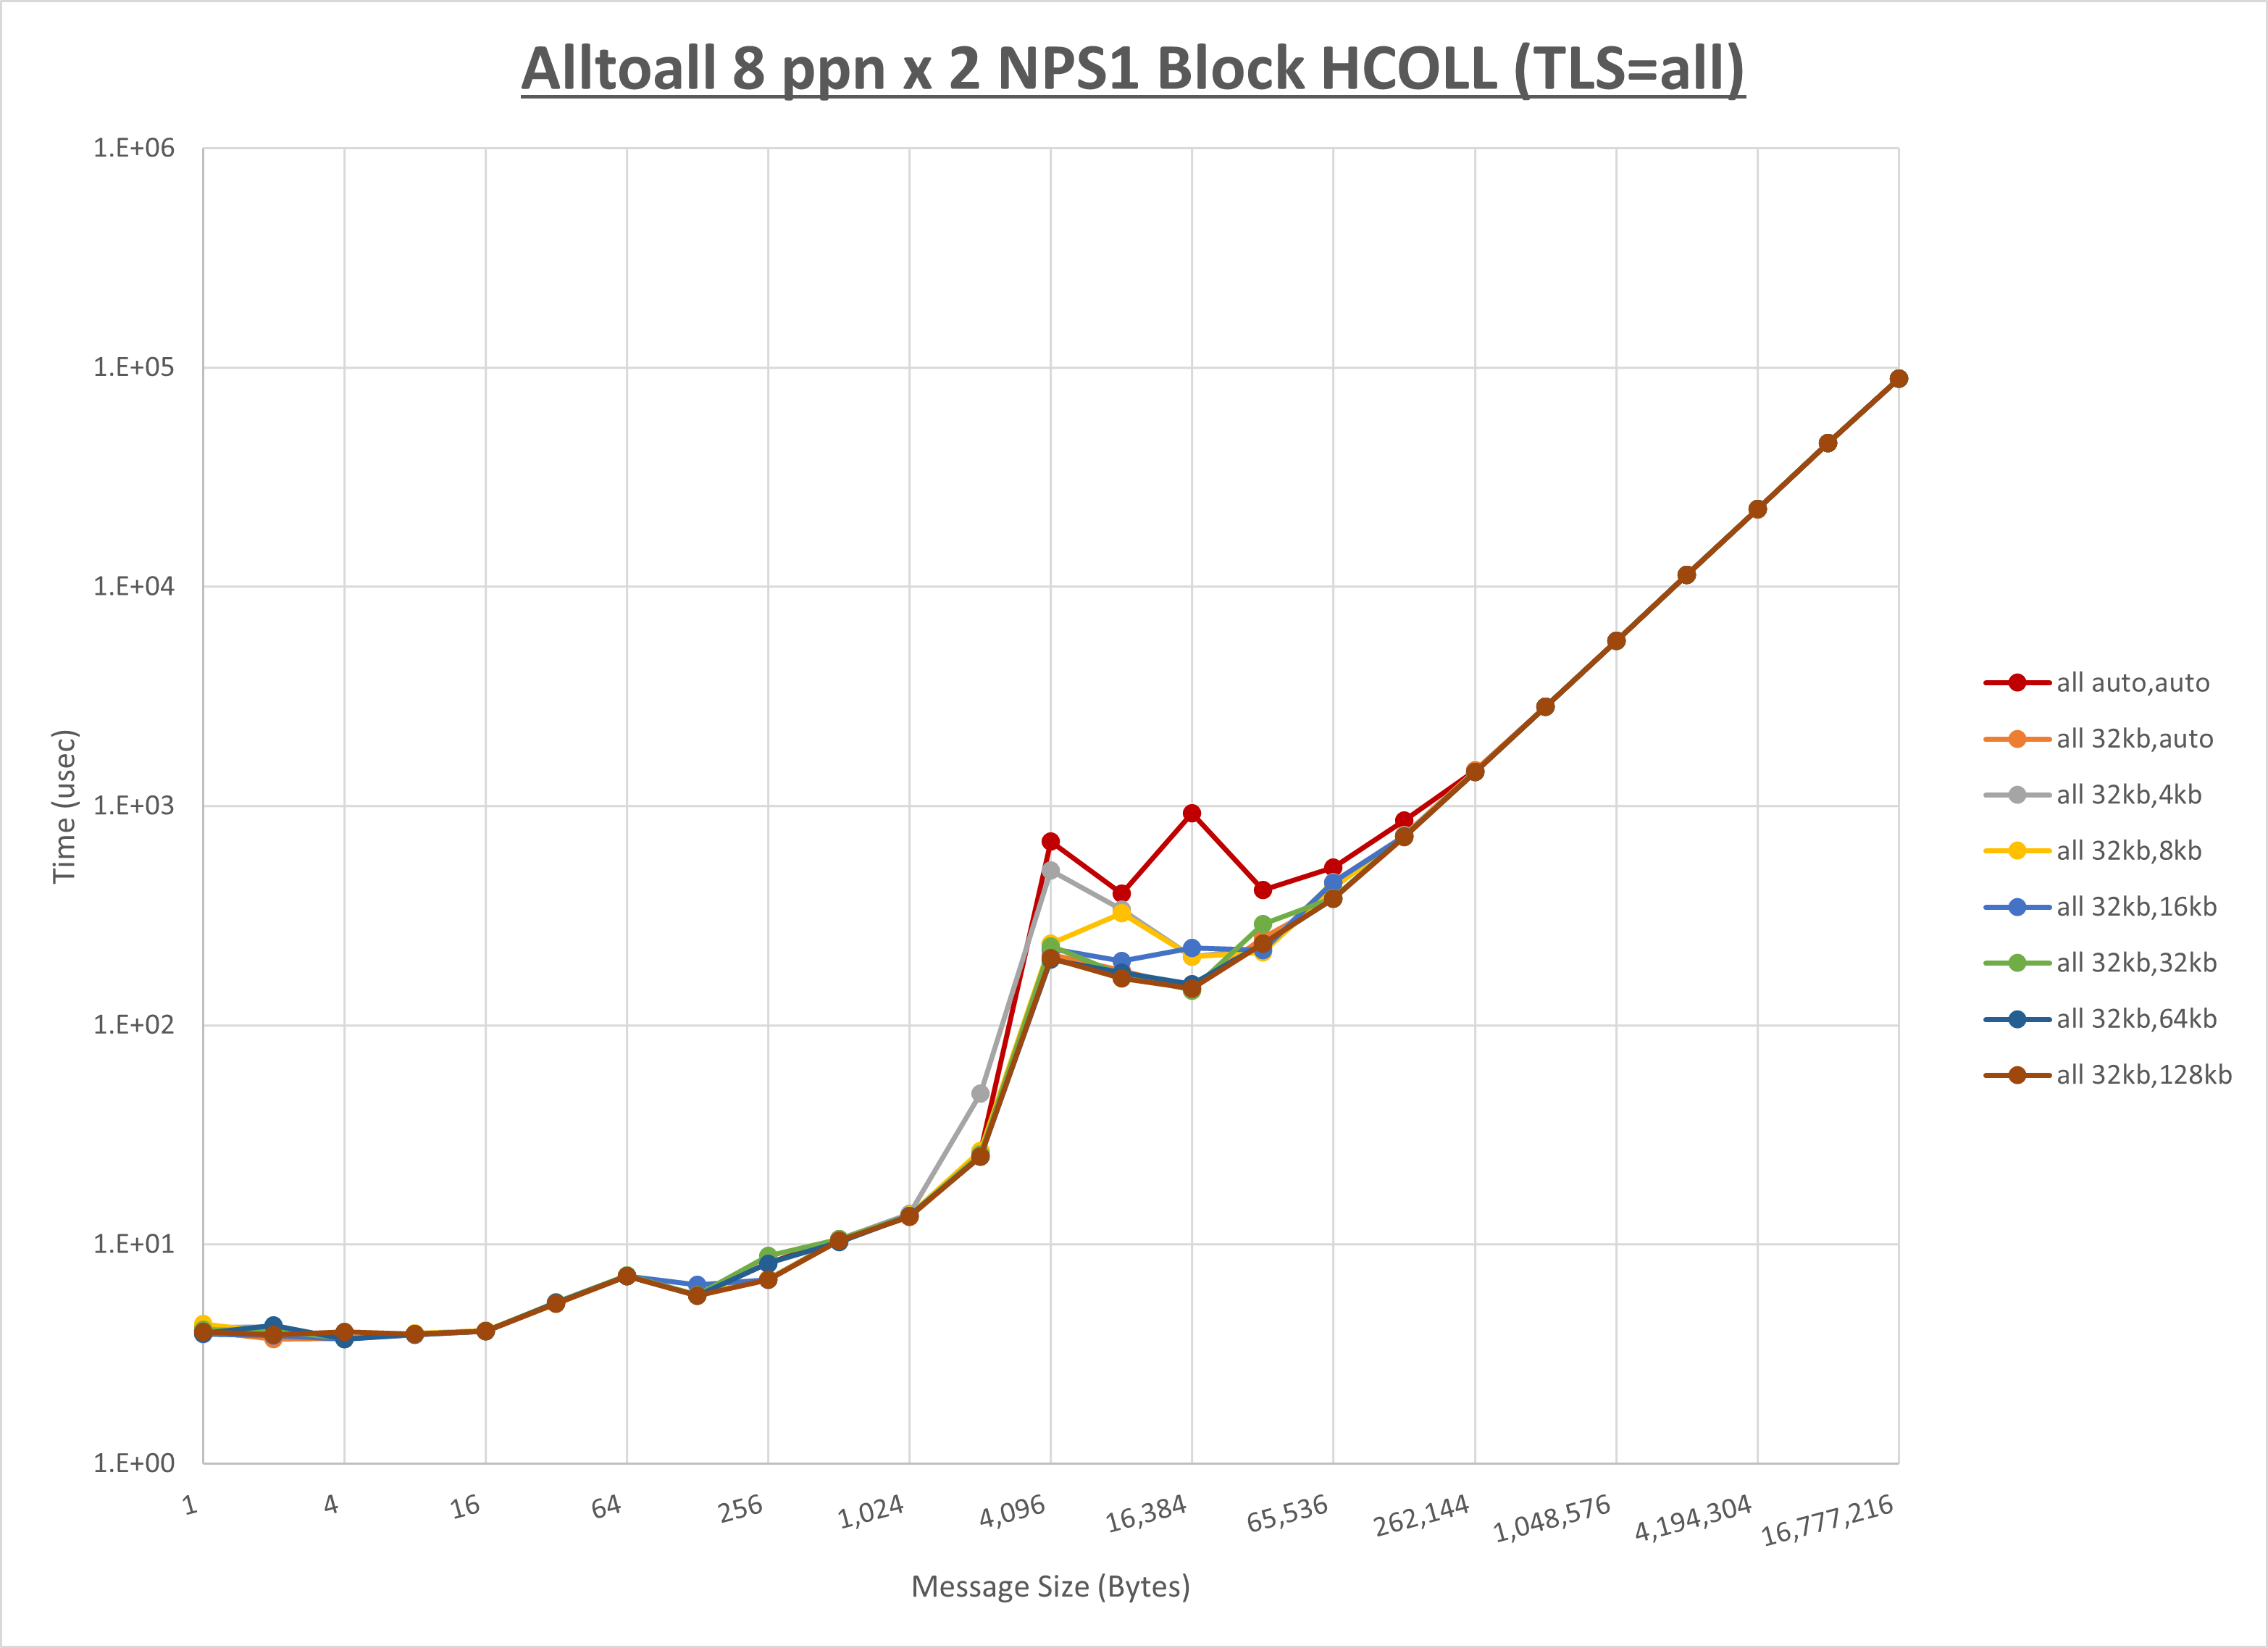 Alltoall 8 ppn x 2 NPS1 Block HCOLL (TLS=all)
1.E+06
1.E+05
1.E+04
1.E+03
1.E+02
1.E+01
1.E+00
Time (usec)
1
4
16
64
256
1,024
4,096
16,384
65,536
262,144
1,048,576
4,194,304
16,777,216
Message Size (Bytes)
all auto,auto
all 32kb,auto
all 32kb,4kb
all 32kb,8kb
all 32kb,16kb
all 32kb,32kb
all 32kb,64kb
all 32kb,128kb